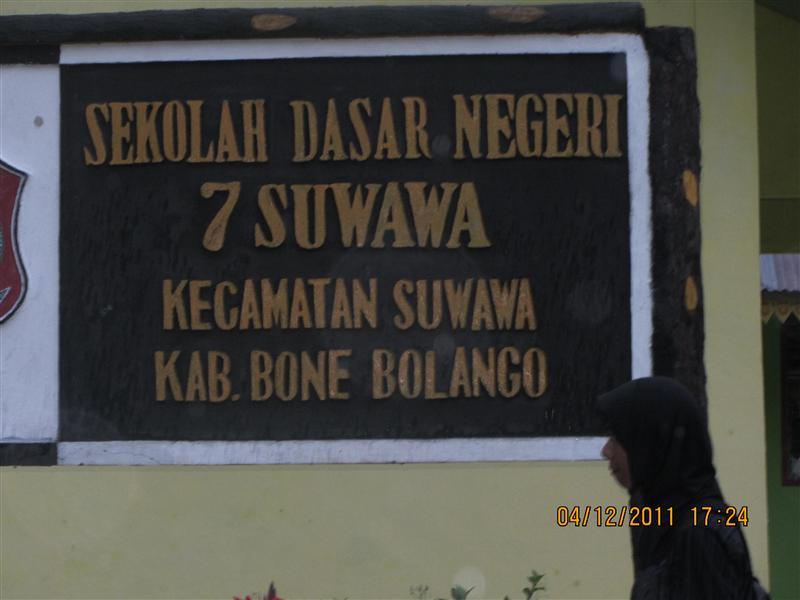 SEKOLAH DASAR NEGERI
7 SUWAWA
KECAMATAN SUWAWA
KAB. BONE BOLANGO
04/12/2011 17:24